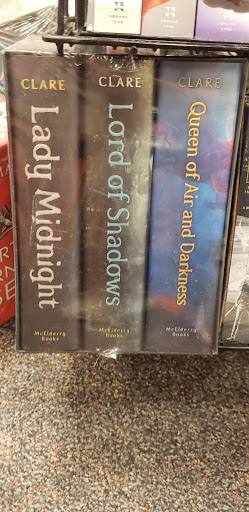 CLARE
Lady Midnight
McElderry
Books
CLARE
Lord of Shadows
McElderry
Books
CLARE
Queen of Air and Darkness
McElderry
Books